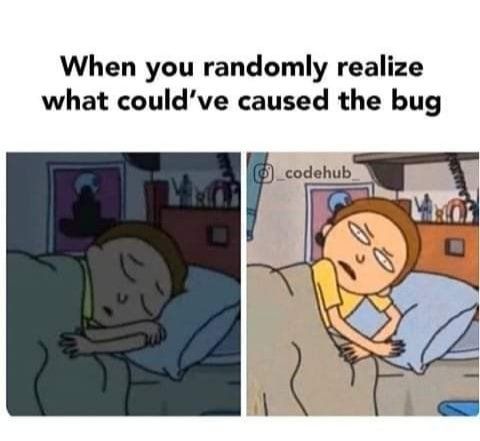 When you randomly realize
what could've caused the bug
_codehub_